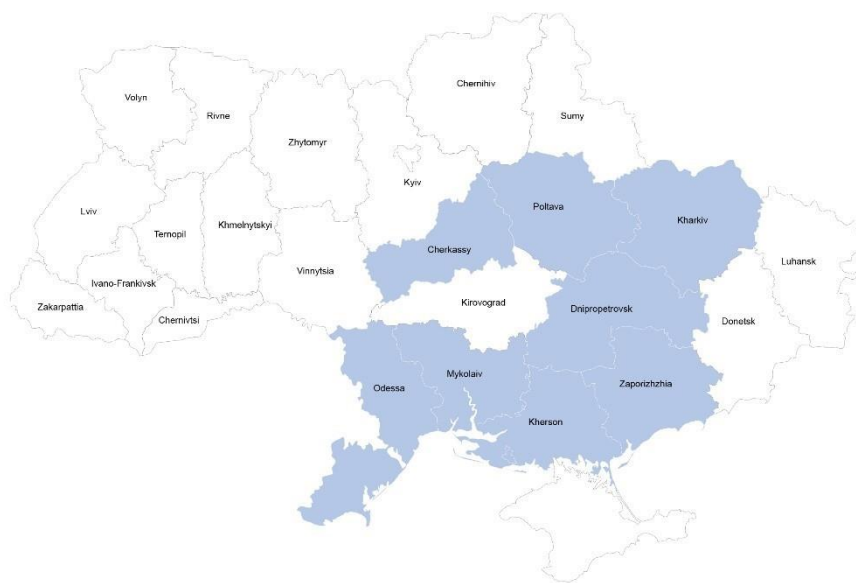 Chernihiv
Volyn
Rivne
Sumy
Zhytomyr
Kyiv
Poltava
Lviv
Kharkiv
Khmelnytskyi
Ternopil
Cherkassy
Luhansk
Vinnytsia
Ivano-Frankivsk
Kirovograd
Zakarpattia
Dnipropetrovsk
Chernivtsi
Donetsk
Mykolaiv
Zaporizhzhia
Odessa
Kherson